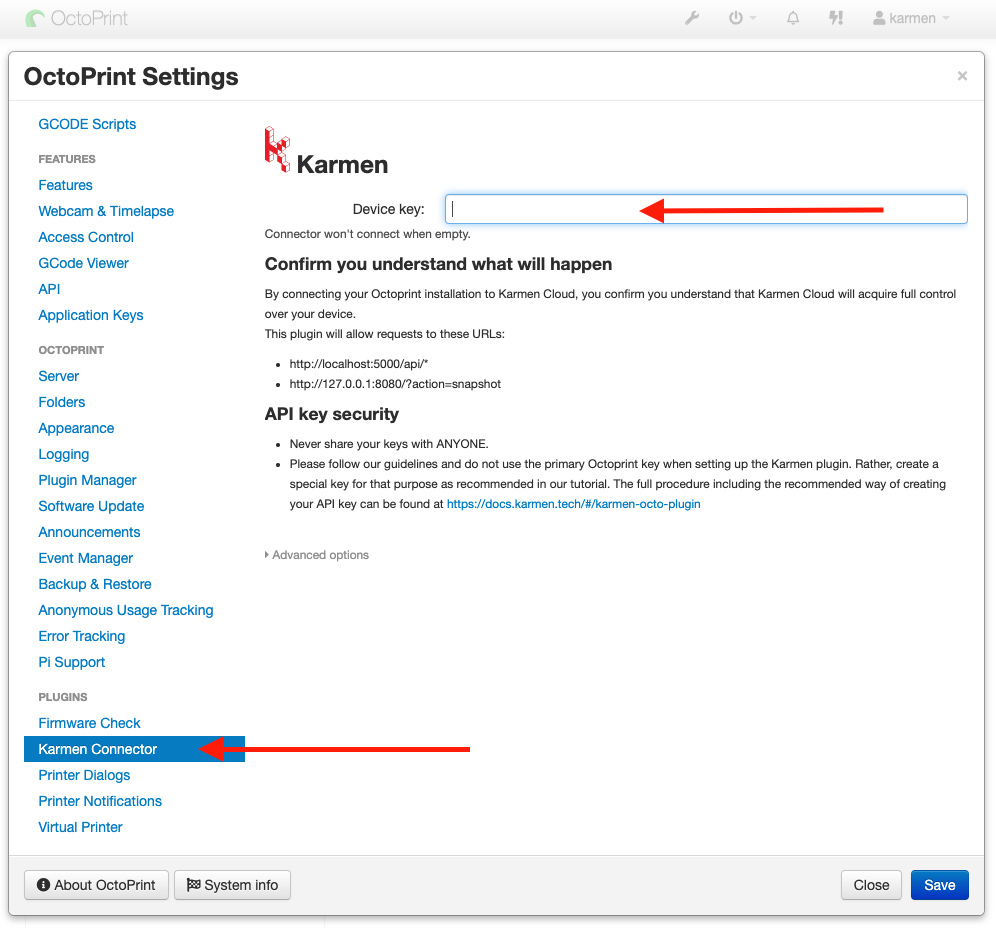 OctoPrint
karmen
OctoPrint Settings
×
GCODE Scripts
FEATURES
Features
Webcam & Timelapse
Access Control
GCode Viewer
API
Application Keys
OCTOPRINT
Server
Folders
Appearance
Logging
Plugin Manager
Software Update
Announcements
Event Manager
Backup & Restore
Anonymous Usage Tracking
Error Tracking
Pi Support
PLUGINS
Firmware Check
Karmen Connector
Printer Dialogs
Printer Notifications
Virtual Printer
Karmen
Device key:
Connector won't connect when empty.
Confirm you understand what will happen
By connecting your Octoprint installation to Karmen Cloud, you confirm you understand that Karmen Cloud will acquire full control
over your device.
This plugin will allow requests to these URLs:
• http://localhost:5000/api/*
• http://127.0.0.1:8080/?action=snapshot
API key security
• Never share your keys with ANYONE.
• Please follow our guidelines and do not use the primary Octoprint key when setting up the Karmen plugin. Rather, create a
special key for that purpose as recommended in our tutorial. The full procedure including the recommended way of creating
your API key can be found at https://docs.karmen.tech/#/karmen-octo-plugin
Advanced options
About OctoPrint
System info
Close
Save